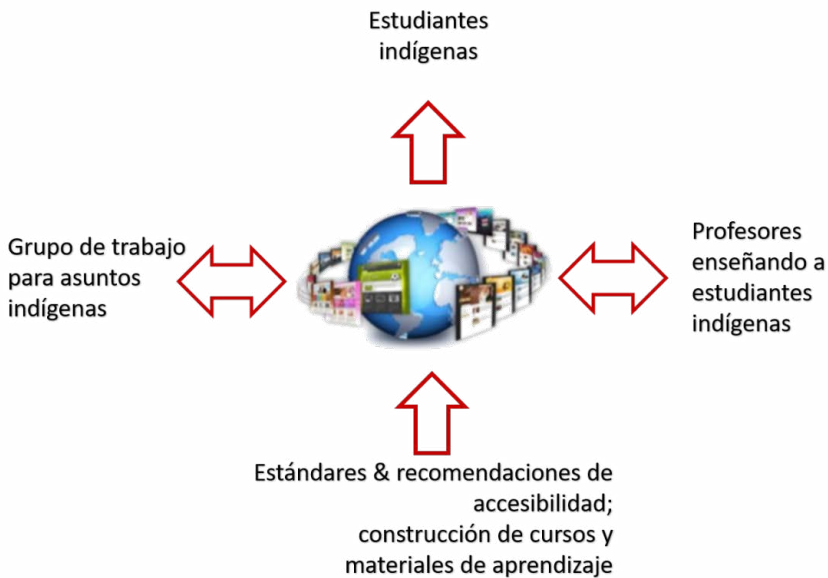 Estudiantes
indígenas
Grupo de trabajo
para asuntos
indígenas
Profesores
enseñando a
estudiantes
indígenas
Estándares & recomendaciones de
accesibilidad;
construcción de cursos y
materiales de aprendizaje